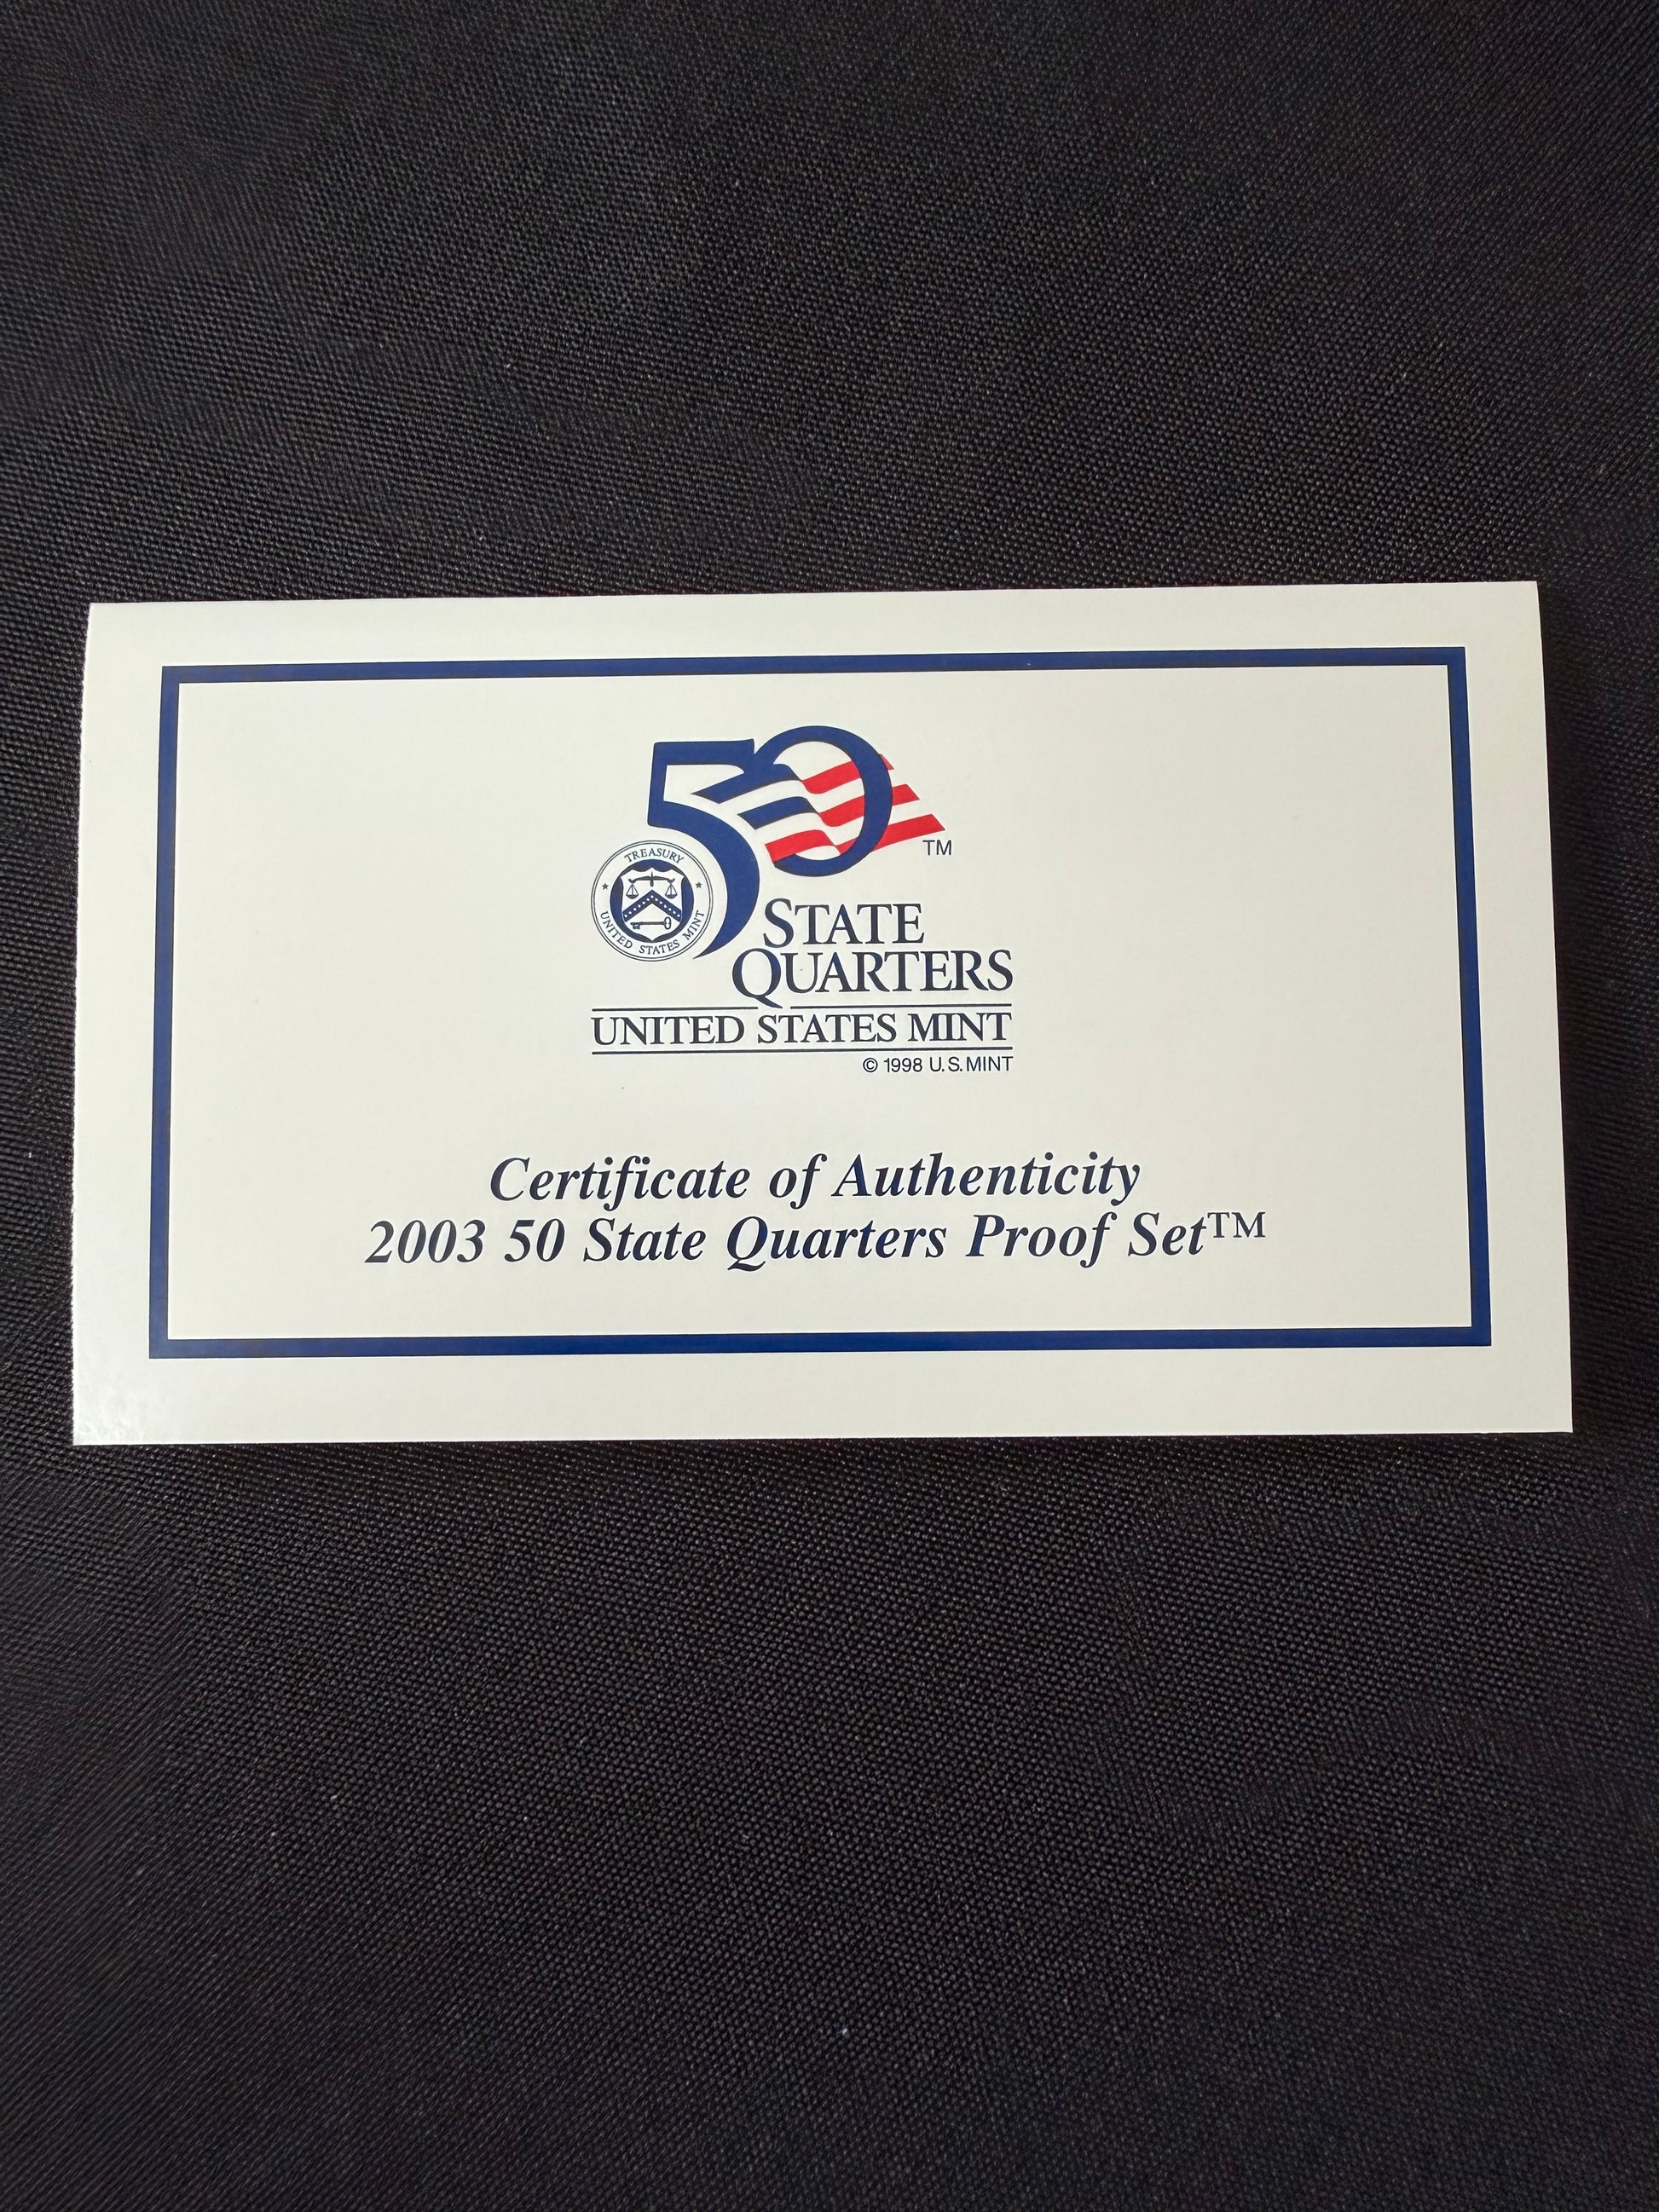 50
TM
TREASURY
UNITED STATES MINT
STATE
QUARTERS
UNITED STATES MINT
© 1998 U.S. MINT
Certificate of Authenticity
2003 50 State Quarters Proof Set™